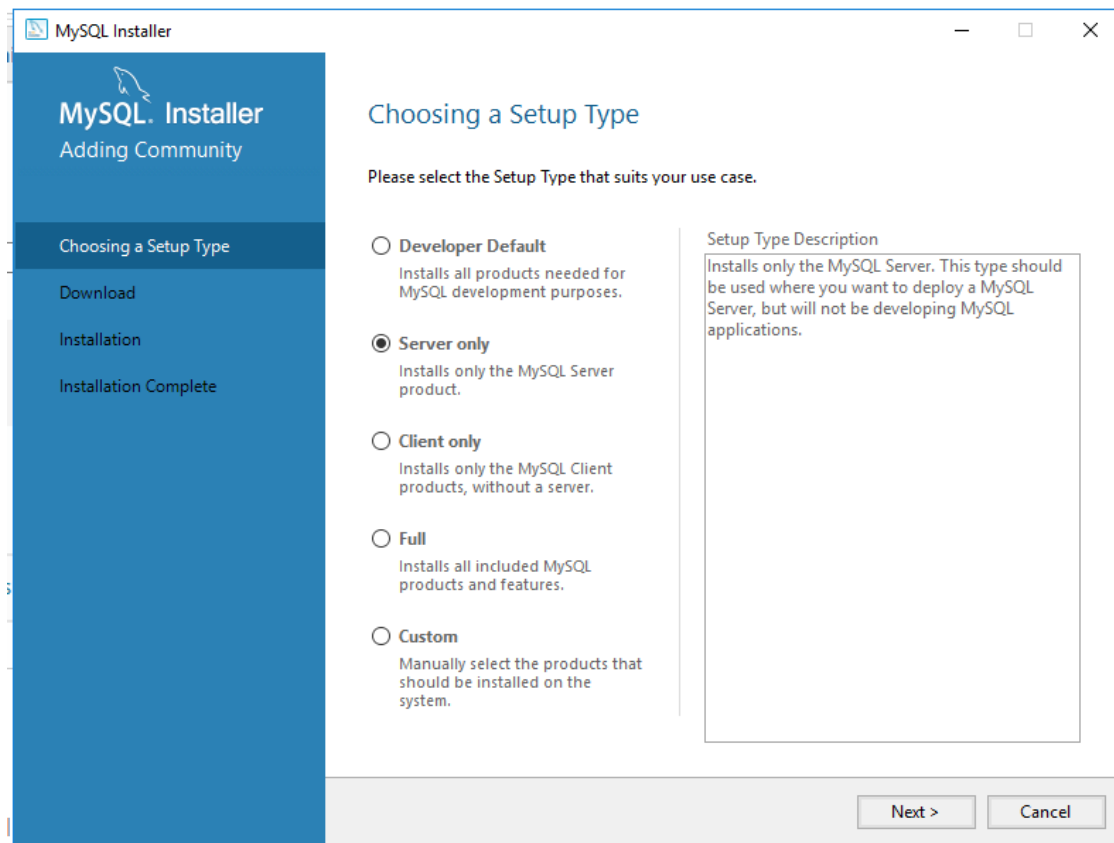 MySQL Installer
MySQL. Installer
Adding Community
Choosing a Setup Type
Download
Installation
Installation Complete
Choosing a Setup Type
Please select the Setup Type that suits your use case.
Developer Default
Installs all products needed for
MySQL development purposes.
Server only
Installs only the MySQL Server
product.
Client only
Installs only the MySQL Client
products, without a server.
Full
Installs all included MySQL
products and features.
Custom
Manually select the products that
should be installed on the
system.
Setup Type Description
Installs only the MySQL Server. This type should
be used where you want to deploy a MySQL
Server, but will not be developing MySQL
applications.
Next >
Cancel